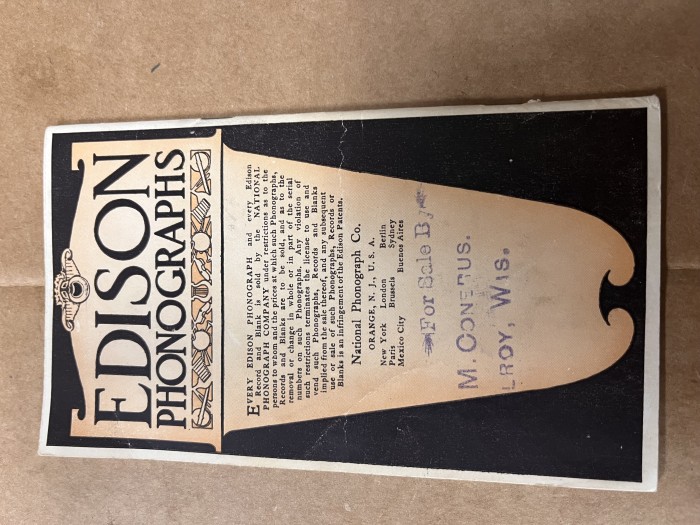 EDISON
PHONOGRAPHS
EVERY EDISON PHONOGRAPH and every Edison
Record and Blank is sold by the NATIONAL
PHONOGRAPH COMPANY under restrictions as to the
persons to whom and the prices at which such Phonographs,
Records and Blanks are to be sold, and as to the
removal or change in whole or in part of the serial
numbers on such Phonographs. Any violation of
such restrictions terminates the license to use and
vend such Phonographs, Records and Blanks
implied from the sale thereof, and any subsequent
use or sale of such Phonographs, Records or
Blanks is an infringement of the Edison Patents.
National Phonograph Co.
ORANGE, N. J., U. S. A.
New York London Berlin
Paris Brussels Sydney
Mexico City Buenos Aires
For Sale By
M.
LROY, WIS.